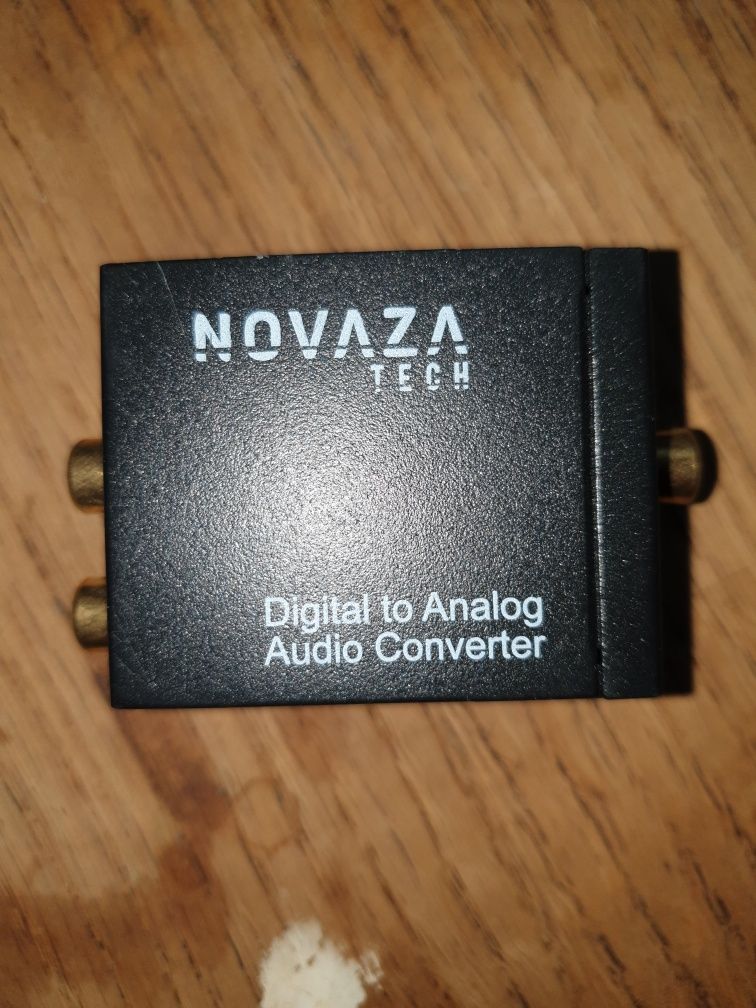 NOVAZA
TECH
Digital to Analog
Audio Converter